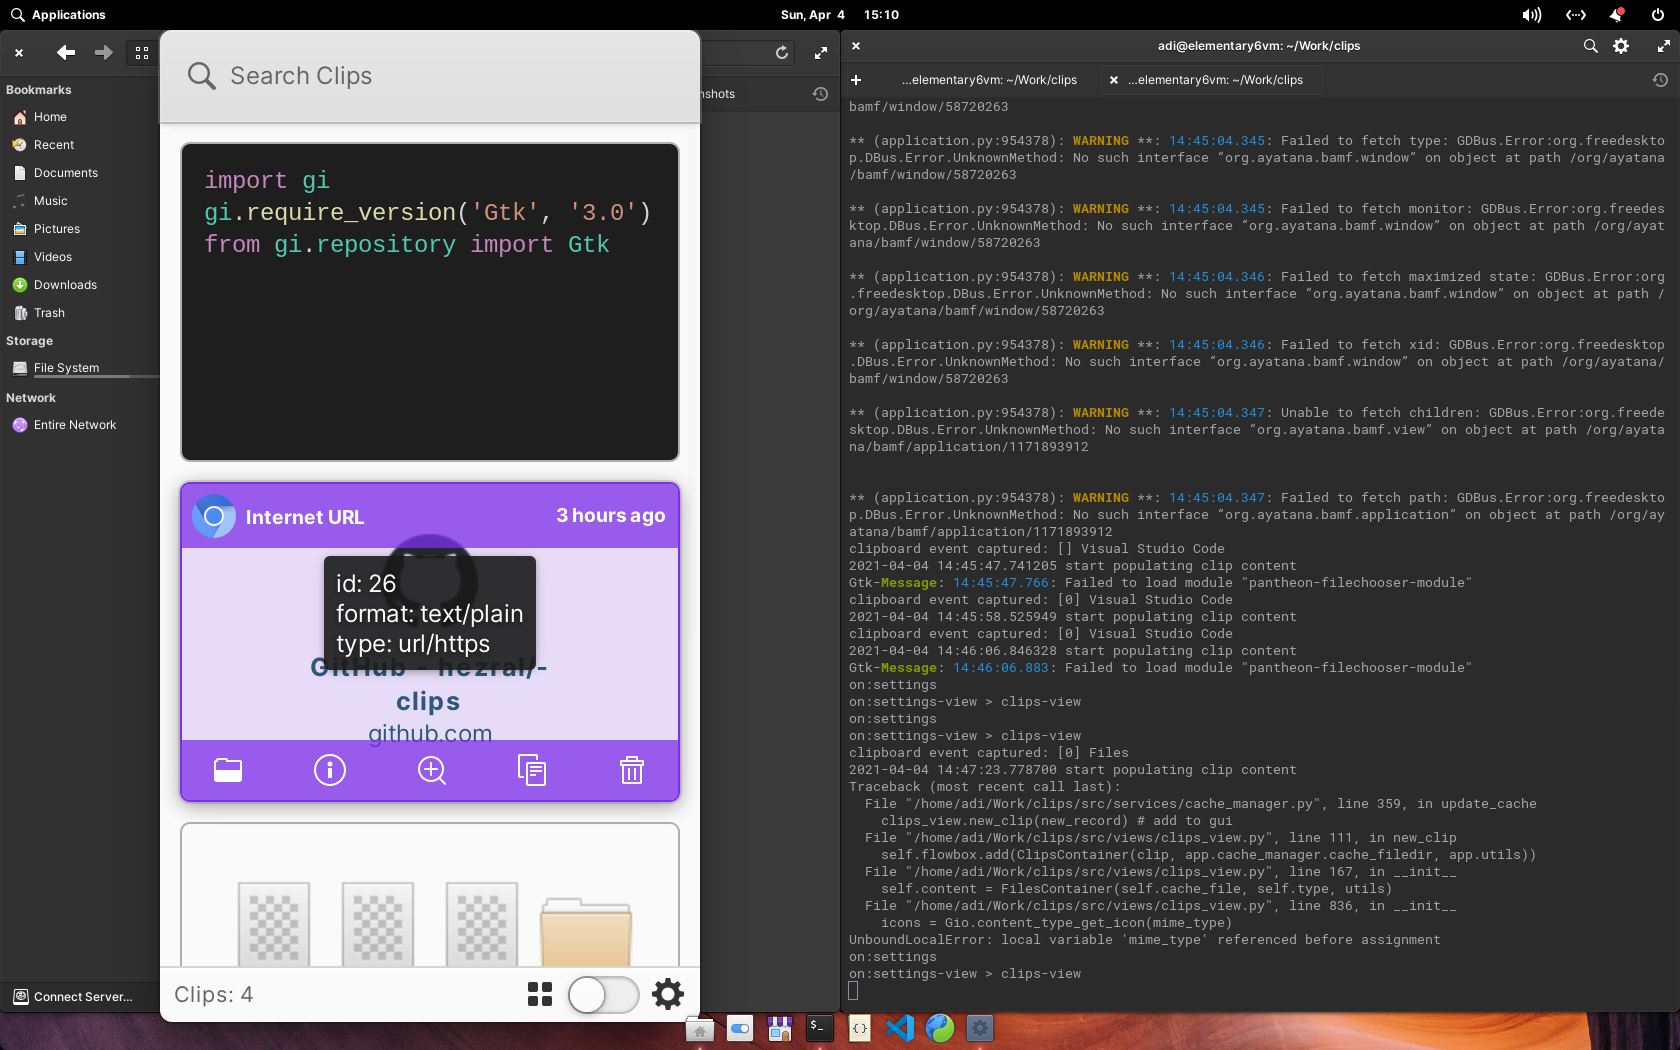 Applications
Sun, Apr 4 15:10
Bookmarks
Home
Recent
Documents
Music
Pictures
Videos
Downloads
Trash
Storage
File System
Network
Entire Network
Connect Server...
nshots
Search Clips
import gi
gi.require_version('Gtk', '3.0')
from gi.repository import Gtk
Internet URL
3 hours ago
id: 26
format: text/plain
type: url/https
GitHub - hezral/-
clips
github.com
Clips: 4
adi@elementary6vm: ~/Work/clips
...elementary6vm: ~/Work/clips
...elementary6vm: ~/Work/clips
bamf/window/58720263
** (application.py:954378): WARNING **: 14:45:04.345: Failed to fetch type: GDBus.Error:org.freedeskto
p.DBus.Error.UnknownMethod: No such interface “org.ayatana.bamf.window” on object at path /org/ayatana
/bamf/window/58720263
** (application.py:954378): WARNING **: 14:45:04.345: Failed to fetch monitor: GDBus.Error:org.freedes
ktop.DBus.Error.UnknownMethod: No such interface “org.ayatana.bamf.window” on object at path /org/ayat
ana/bamf/window/58720263
** (application.py:954378): WARNING **: 14:45:04.346: Failed to fetch maximized state: GDBus.Error:org
.freedesktop.DBus.Error.UnknownMethod: No such interface “org.ayatana.bamf.window” on object at path /
org/ayatana/bamf/window/58720263
** (application.py:954378): WARNING **: 14:45:04.346: Failed to fetch xid: GDBus.Error:org.freedesktop
.DBus.Error.UnknownMethod: No such interface “org.ayatana.bamf.window” on object at path /org/ayatana/
bamf/window/58720263
** (application.py:954378): WARNING **: 14:45:04.347: Unable to fetch children: GDBus.Error:org.freede
sktop.DBus.Error.UnknownMethod: No such interface “org.ayatana.bamf.view” on object at path /org/ayata
na/bamf/application/1171893912
** (application.py:954378): WARNING **: 14:45:04.347: Failed to fetch path: GDBus.Error:org.freedeskto
p.DBus.Error.UnknownMethod: No such interface “org.ayatana.bamf.application” on object at path /org/ay
atana/bamf/application/1171893912
clipboard event captured: [] Visual Studio Code
2021-04-04 14:45:47.741205 start populating clip content
Gtk-Message: 14:45:47.766: Failed to load module "pantheon-filechooser-module"
clipboard event captured: [0] Visual Studio Code
2021-04-04 14:45:58.525949 start populating clip content
clipboard event captured: [0] Visual Studio Code
2021-04-04 14:46:06.846328 start populating clip content
Gtk-Message: 14:46:06.883: Failed to load module "pantheon-filechooser-module"
on:settings
on:settings-view > clips-view
on:settings
on:settings-view > clips-view
clipboard event captured: [0] Files
2021-04-04 14:47:23.778700 start populating clip content
Traceback (most recent call last):
File "/home/adi/Work/clips/src/services/cache_manager.py", line 359, in update_cache
clips_view.new_clip(new_record) # add to gui
File "/home/adi/Work/clips/src/views/clips_view.py", line 111, in new_clip
self.flowbox.add(ClipsContainer(clip, app.cache_manager.cache_filedir, app.utils))
File "/home/adi/Work/clips/src/views/clips_view.py", line 167, in __init__
self.content = FilesContainer(self.cache_file, self.type, utils)
File "/home/adi/Work/clips/src/views/clips_view.py", line 836, in __init__
icons = Gio.content_type_get_icon(mime_type)
UnboundLocalError: local variable 'mime_type' referenced before assignment
on:settings
on:settings-view > clips-view